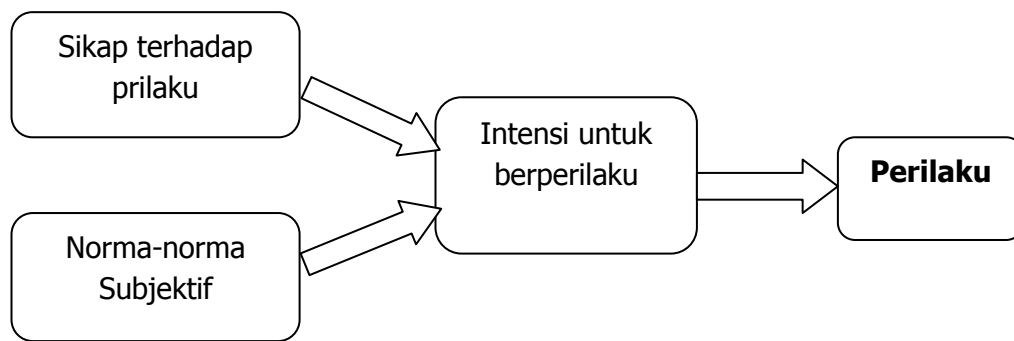 Sikap terhadap
prilaku
Norma-norma
Subjektif
Intensi untuk
berperilaku
Perilaku